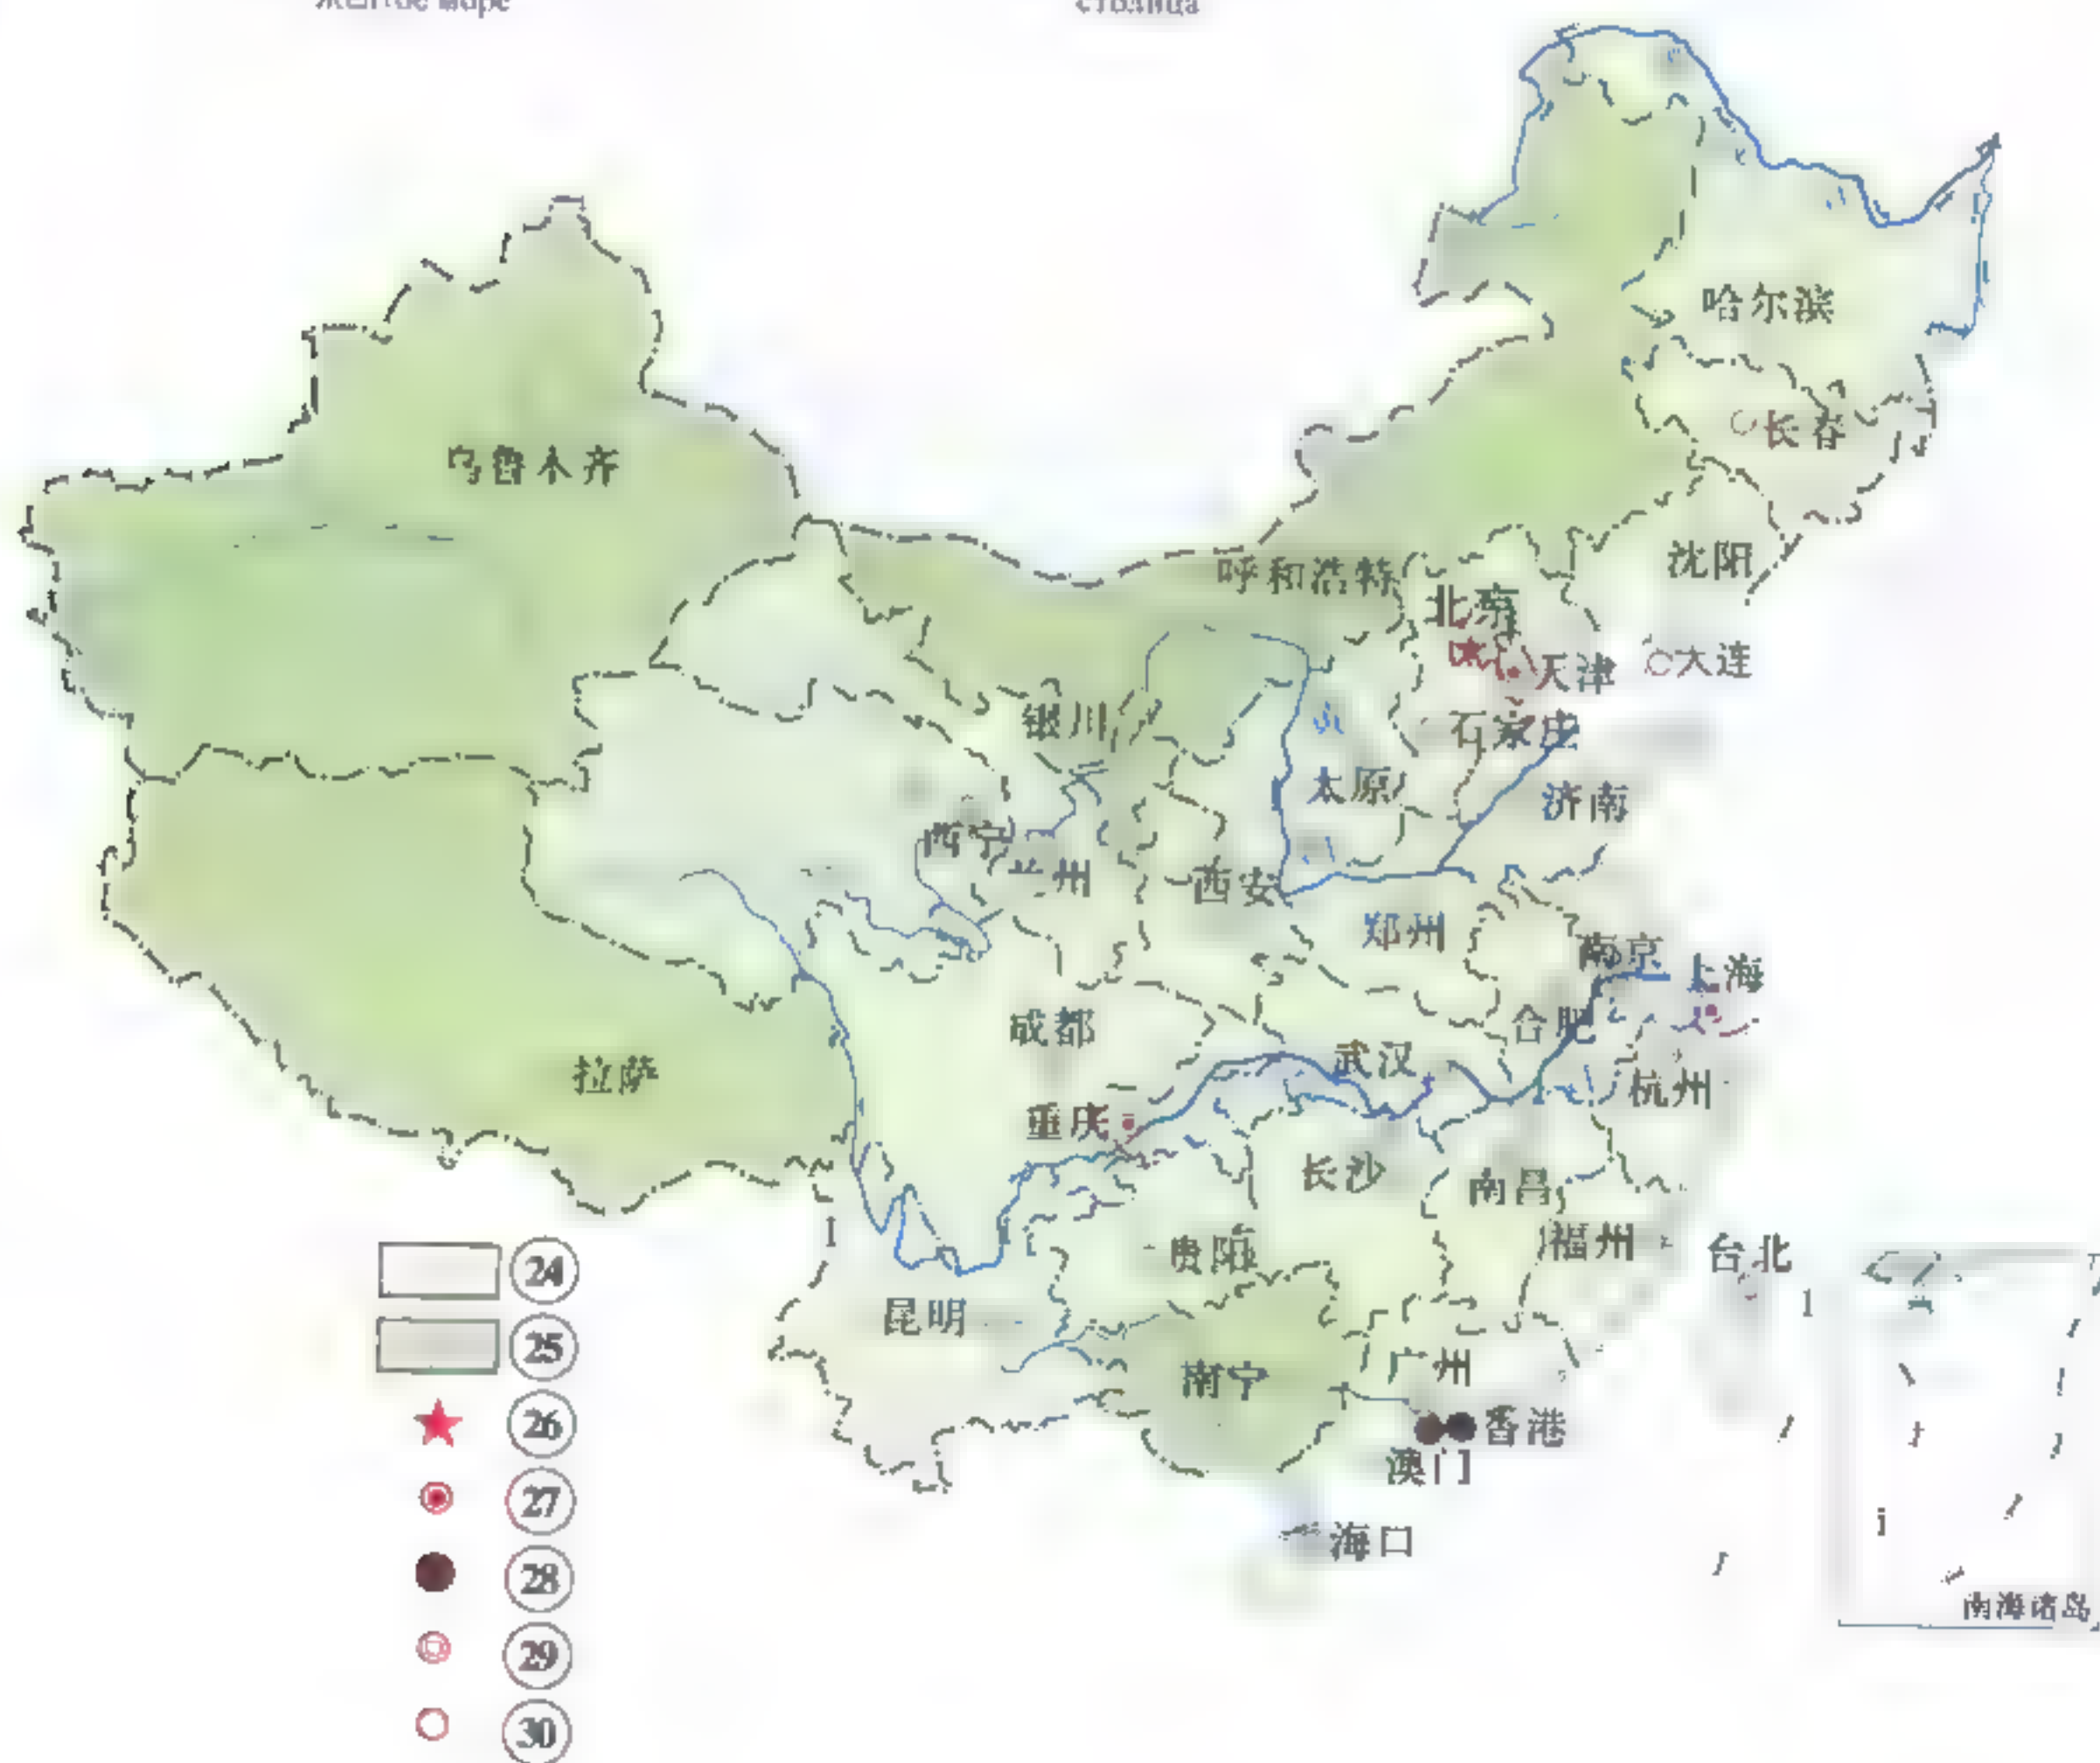 哈尔滨
长春
乌鲁木齐
沈阳
呼和浩特
北京
大连
天津
银川
石家庄
太原
济南
西宁
兰州
西安
郑州
南京
上海
成都
合肥
武汉
拉萨
杭州
重庆
长沙
南昌
贵阳
福州
台北
昆明
广州
南宁
香港
澳门
海口
南海诸岛
24
25
26
27
28
29
30